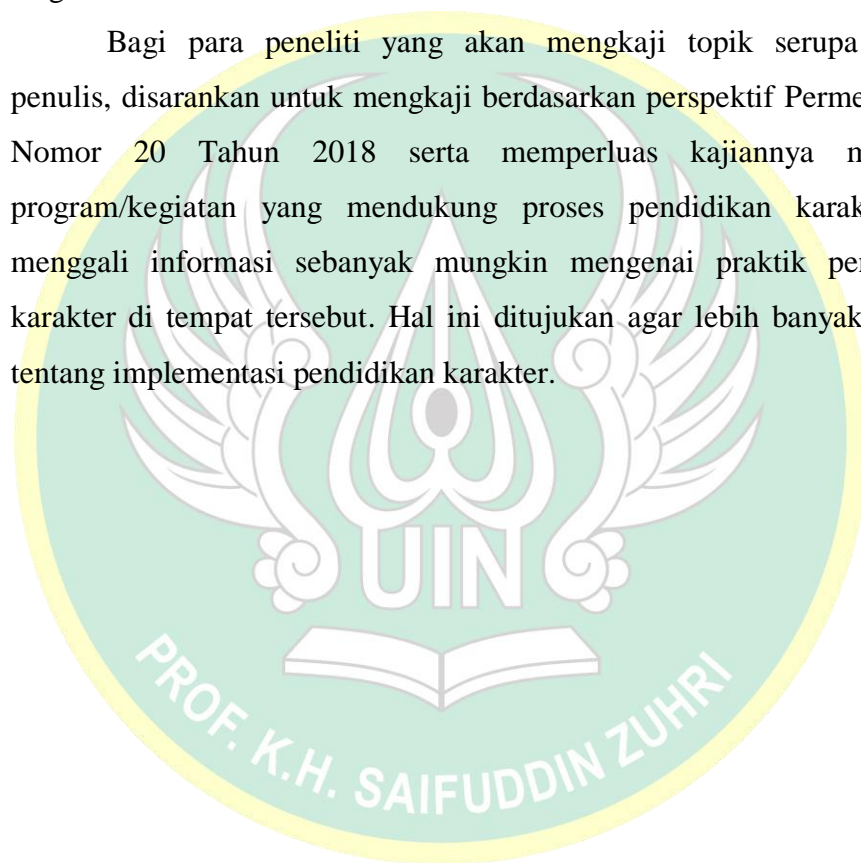 Bagi para peneliti yang akan mengkaji topik serupa
penulis, disarankan untuk mengkaji berdasarkan perspektif
Nomor 20 Tahun 2018 serta memperluas kajiannya
program/kegiatan yang mendukung proses pendidikan
menggali informasi sebanyak mungkin mengenai praktik
karakter di tempat tersebut. Hal ini ditujukan agar lebih banyak
tentang implementasi pendidikan karakter.
UIN
PROF. K.H. SAIFUDDIN ZUHRI